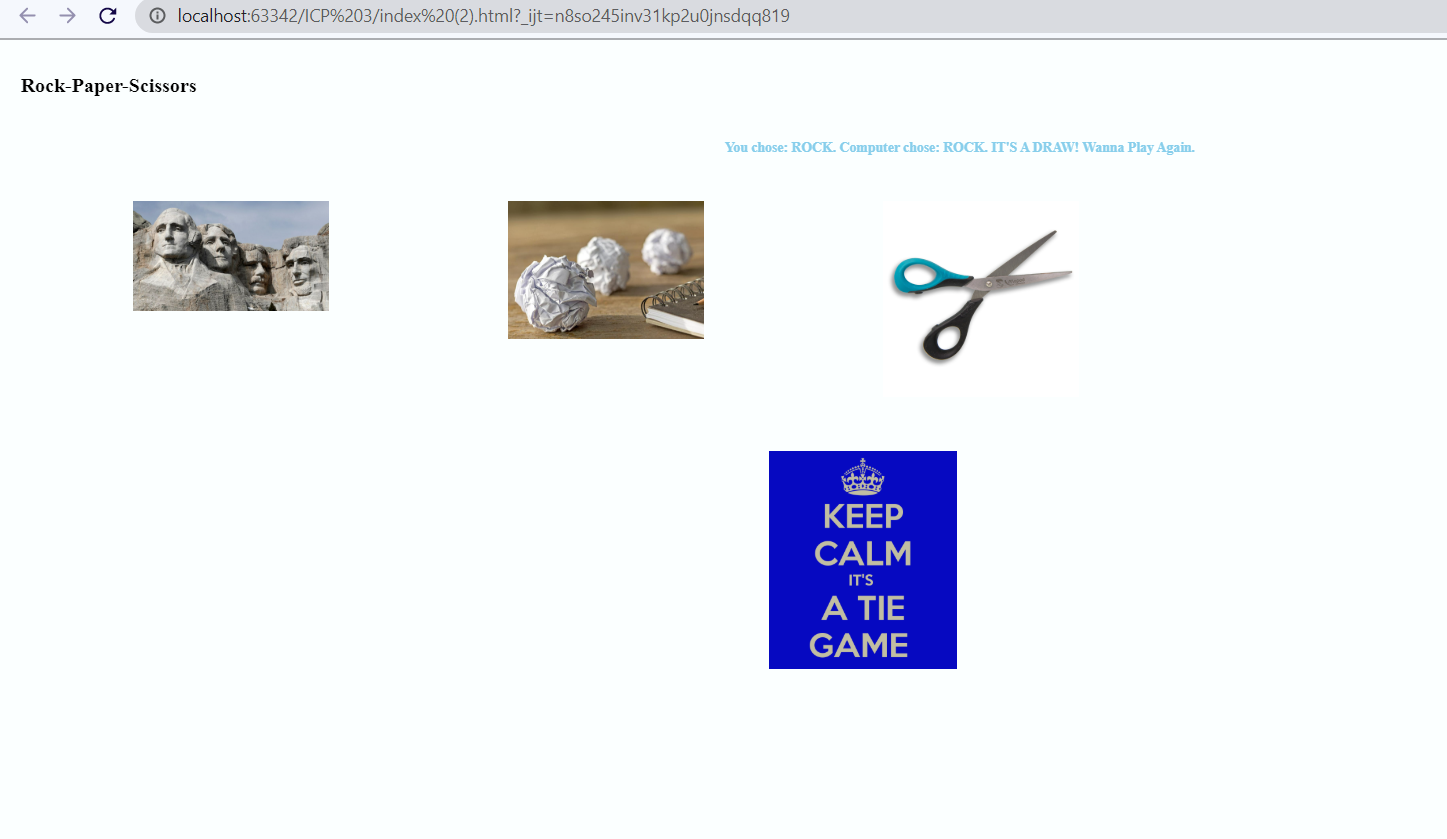 localhost:63342/ICP%203/index%20(2).html?_ijt=n8so245inv31kp2u0jnsdqq819
Rock-Paper-Scissors
You chose: ROCK. Computer chose: ROCK. IT'S A DRAW! Wanna Play Again.
KEEP
CALM
IT'S
A TIE
GAME